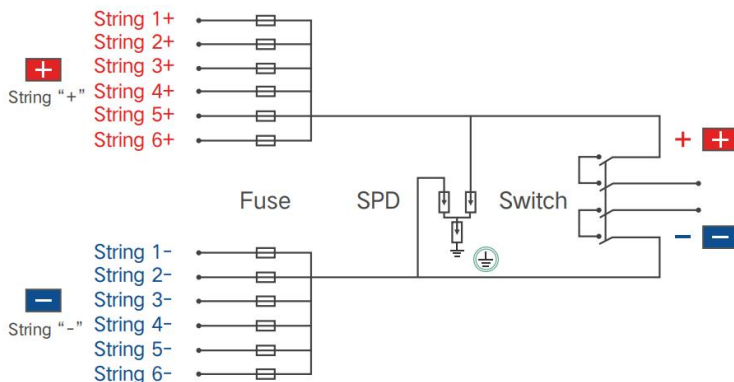 String 1+
String 2+
String 3+
String 4+
String 5+
String 6+
+
String “+”
+ +
Fuse
SPD
Switch
String 1−
String 2−
String 3−
String 4−
String 5−
String 6−
−
String “-”
− −